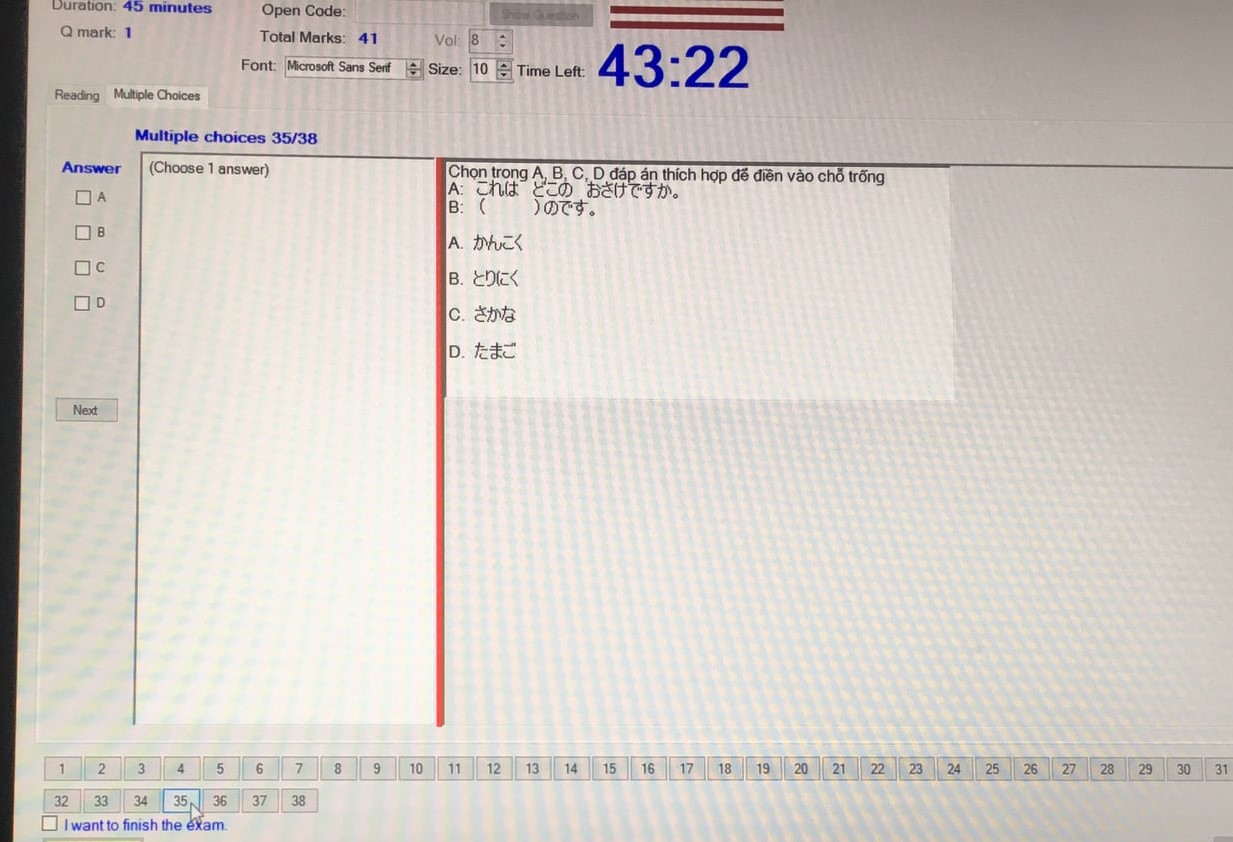 Duration: 45 minutes
Open Code:
Show Question
Q mark: 1
Total Marks: 41
Vol: 8
Font: Microsoft Sans Serif Size: 10 Time Left: 43:22
Reading Multiple Choices
Multiple choices 35/38
Answer
(Choose 1 answer)
A
B
C
D
Next
Chọn trong A, B, C, D đáp án thích hợp để điền vào chỗ trống
A: これは どこの おさけですか。
B: ( )のです。
A. かんこく
B. とりにく
C. さかな
D. たまご
1 2 3 4 5 6 7 8 9 10 11 12 13 14 15 16 17 18 19 20 21 22 23 24 25 26 27 28 29 30 31
32 33 34 35 36 37 38
I want to finish the exam.